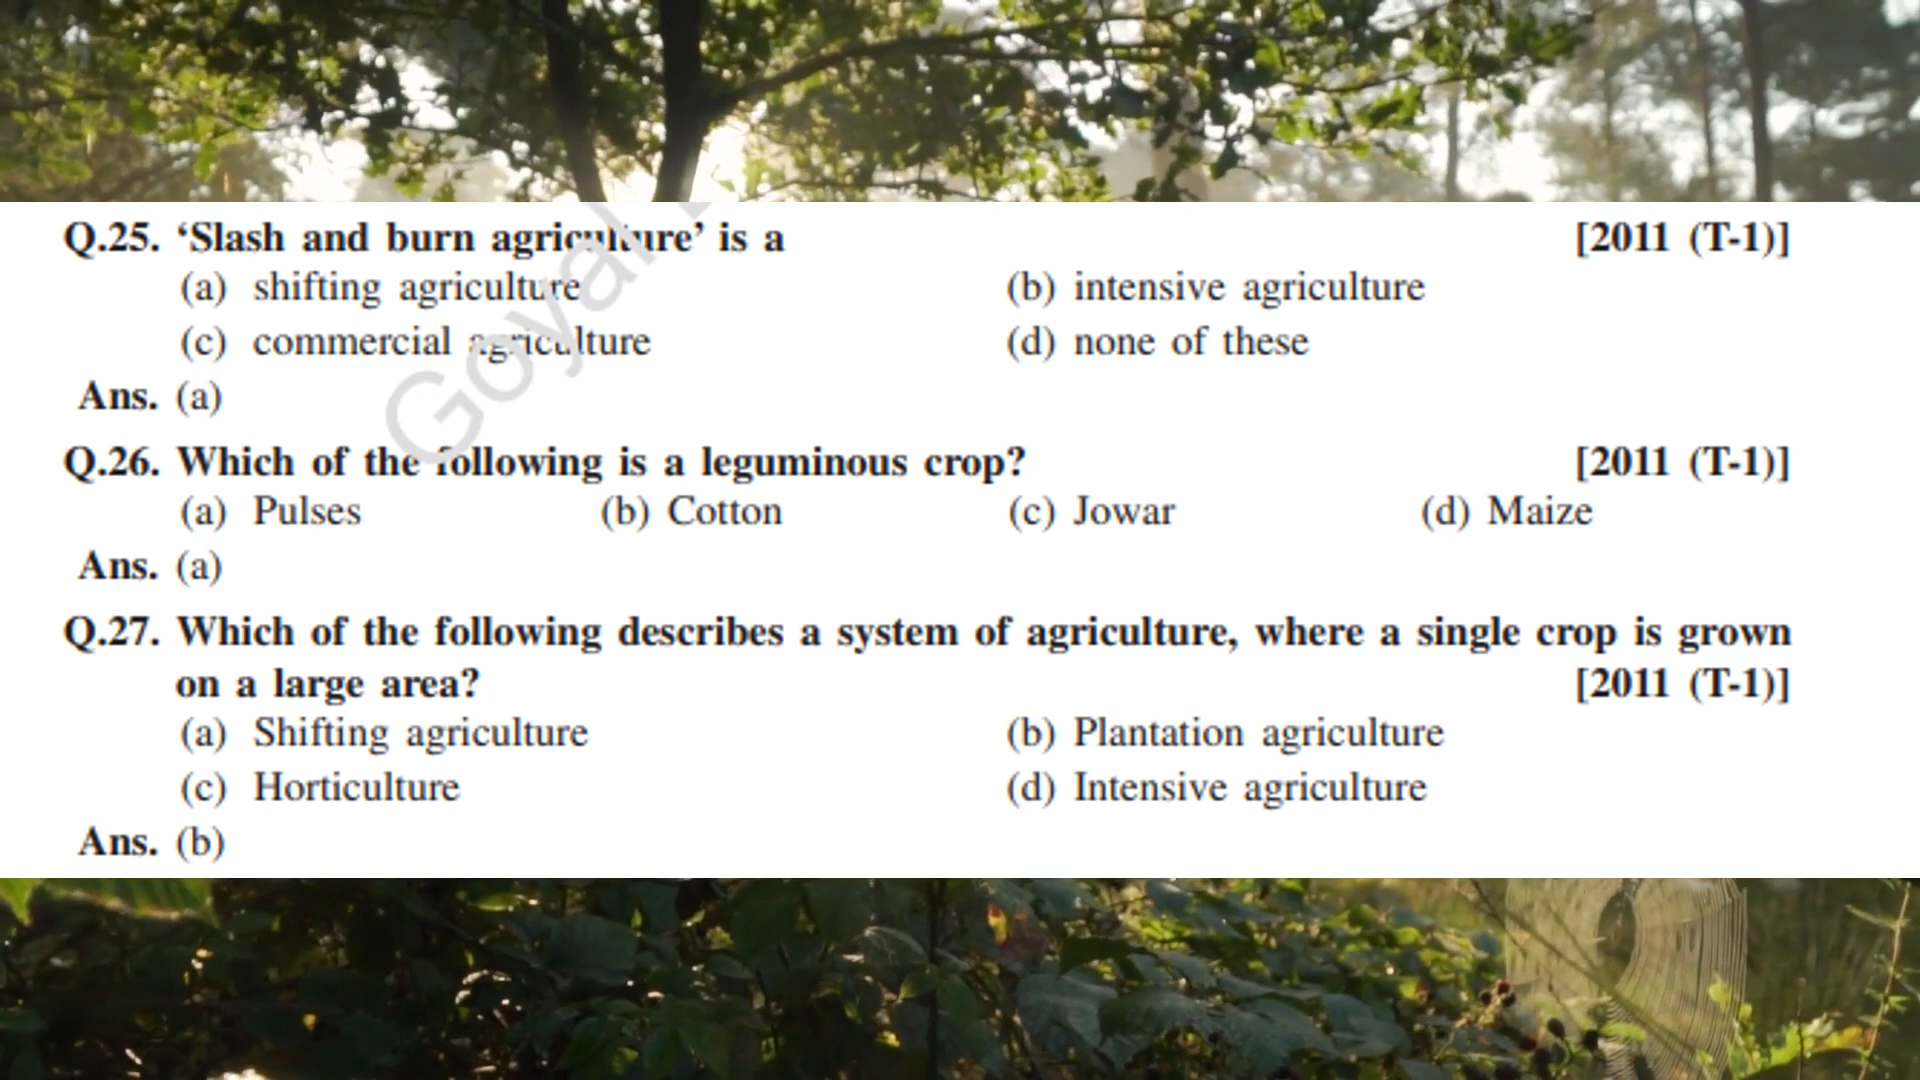 Q.25. ‘Slash and burn agriculture’ is a [2011 (T-1)]
(a) shifting agriculture (b) intensive agriculture
(c) commercial agriculture (d) none of these
Ans. (a)
Q.26. Which of the following is a leguminous crop? [2011 (T-1)]
(a) Pulses (b) Cotton (c) Jowar (d) Maize
Ans. (a)
Q.27. Which of the following describes a system of agriculture, where a single crop is grown
on a large area? [2011 (T-1)]
(a) Shifting agriculture (b) Plantation agriculture
(c) Horticulture (d) Intensive agriculture
Ans. (b)
Goyal